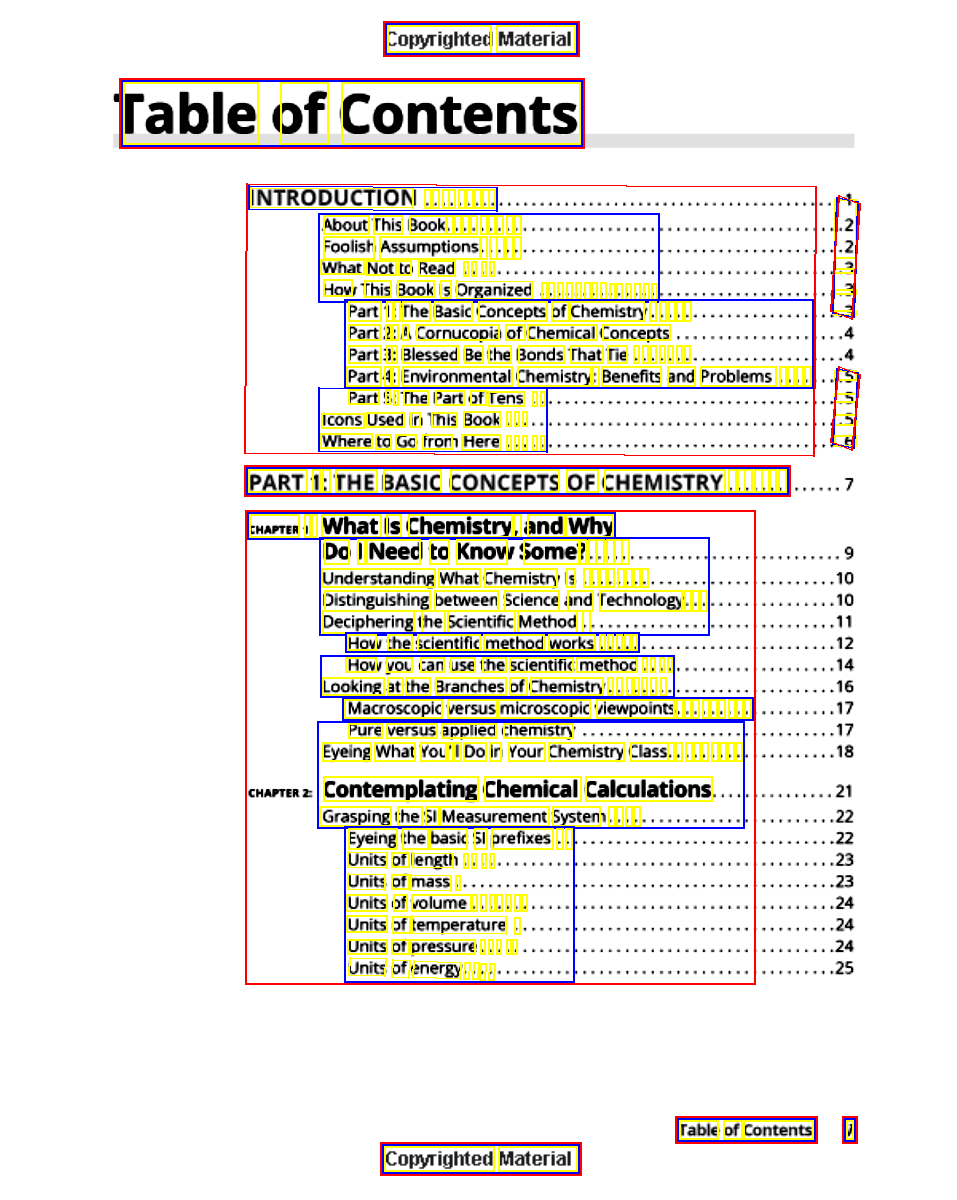 Copyrighted Material
Table of Contents
INTRODUCTION . . . . . . . . . . . . . . . . . . . . . . . . . . . . . . . . . . . . . . . . 1
About This Book. . . . . . . . . . . . . . . . . . . . . . . . . . . . . . . . . . . . . . . . 2
Foolish Assumptions. . . . . . . . . . . . . . . . . . . . . . . . . . . . . . . . . . . . 2
What Not to Read . . . . . . . . . . . . . . . . . . . . . . . . . . . . . . . . . . . . . . 3
How This Book Is Organized . . . . . . . . . . . . . . . . . . . . . . . . . . . . . 3
Part 1: The Basic Concepts of Chemistry. . . . . . . . . . . . . . . . . . . 3
Part 2: A Cornucopia of Chemical Concepts . . . . . . . . . . . . . . . . 4
Part 3: Blessed Be the Bonds That Tie . . . . . . . . . . . . . . . . . . . . . 4
Part 4: Environmental Chemistry: Benefits and Problems . . . . . . 5
Part 5: The Part of Tens . . . . . . . . . . . . . . . . . . . . . . . . . . . . . . . . 5
Icons Used in This Book . . . . . . . . . . . . . . . . . . . . . . . . . . . . . . . . 5
Where to Go from Here . . . . . . . . . . . . . . . . . . . . . . . . . . . . . . . . . 6
PART 1: THE BASIC CONCEPTS OF CHEMISTRY . . . . . . . . . . . . . 7
CHAPTER 1: What Is Chemistry, and Why
Do I Need to Know Some? . . . . . . . . . . . . . . . . . . . . . . . . . . . . . 9
Understanding What Chemistry Is . . . . . . . . . . . . . . . . . . . . . . . . 10
Distinguishing between Science and Technology. . . . . . . . . . . . . 10
Deciphering the Scientific Method . . . . . . . . . . . . . . . . . . . . . . . . 11
How the scientific method works . . . . . . . . . . . . . . . . . . . . . . . 12
How you can use the scientific method . . . . . . . . . . . . . . . . . . 14
Looking at the Branches of Chemistry. . . . . . . . . . . . . . . . . . . . . . 16
Macroscopic versus microscopic viewpoints. . . . . . . . . . . . . . . 17
Pure versus applied chemistry . . . . . . . . . . . . . . . . . . . . . . . . . 17
Eyeing What You'll Do in Your Chemistry Class. . . . . . . . . . . . . . . 18
CHAPTER 2: Contemplating Chemical Calculations. . . . . . . . . . . . . . 21
Grasping the SI Measurement System. . . . . . . . . . . . . . . . . . . . . . 22
Eyeing the basic SI prefixes . . . . . . . . . . . . . . . . . . . . . . . . . . . . 22
Units of length . . . . . . . . . . . . . . . . . . . . . . . . . . . . . . . . . . . . . . 23
Units of mass . . . . . . . . . . . . . . . . . . . . . . . . . . . . . . . . . . . . . . . 23
Units of volume . . . . . . . . . . . . . . . . . . . . . . . . . . . . . . . . . . . . . 24
Units of temperature . . . . . . . . . . . . . . . . . . . . . . . . . . . . . . . . . 24
Units of pressure . . . . . . . . . . . . . . . . . . . . . . . . . . . . . . . . . . . . 24
Units of energy. . . . . . . . . . . . . . . . . . . . . . . . . . . . . . . . . . . . . . 25
Table of Contents
Copyrighted Material